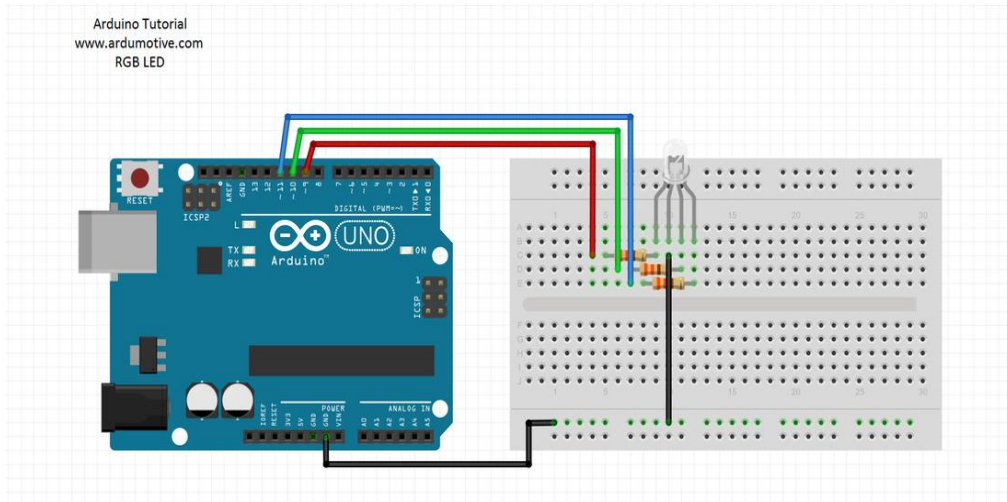 Arduino Tutorial
www.ardumotive.com
RGB LED
RESET
ICSP2
AREF
GND
13
12
~11
~10
~9
8
7
~6
~5
4
~3
2
TX0▶1
RX0◀0
DIGITAL (PWM=~)
L
TX
RX
UNO
Arduino™
ON
1
ICSP
IOREF
RESET
3V3
5V
GND
GND
VIN
POWER
ANALOG IN
A0
A1
A2
A3
A4
A5
1 5 10 15 20 25 30
A
B
C
D
E
F
G
H
I
J
1 5 10 15 20 25 30